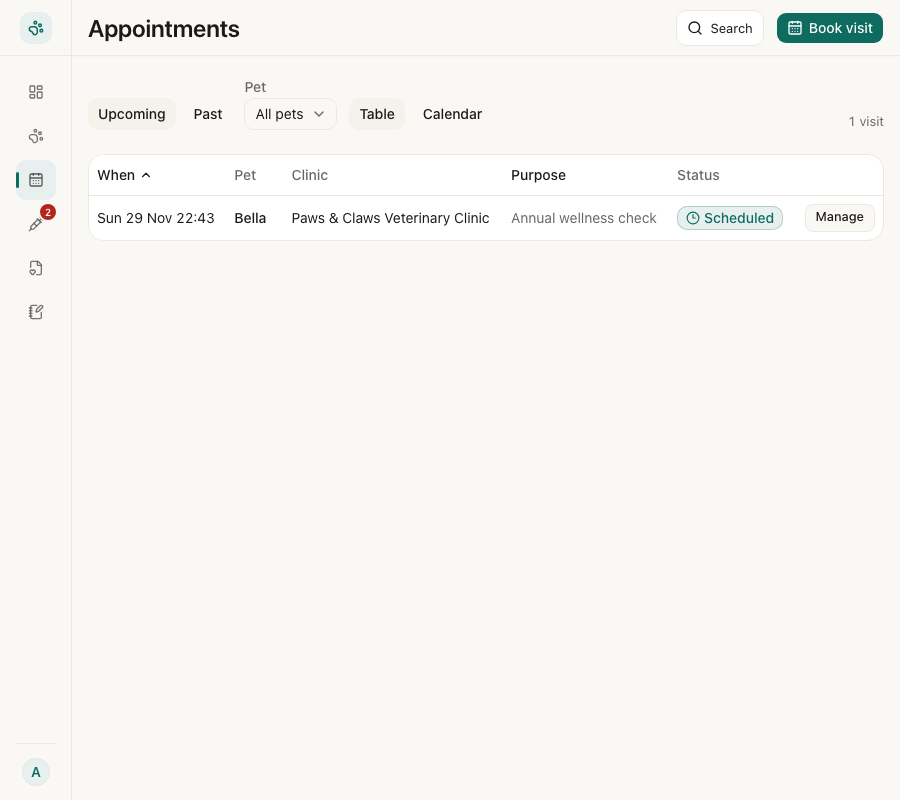 Appointments
Search
Book visit
Pet
Upcoming Past All pets Table Calendar
1 visit
When Pet Clinic Purpose Status
Sun 29 Nov 22:43 Bella Paws & Claws Veterinary Clinic Annual wellness check Scheduled Manage
2
A